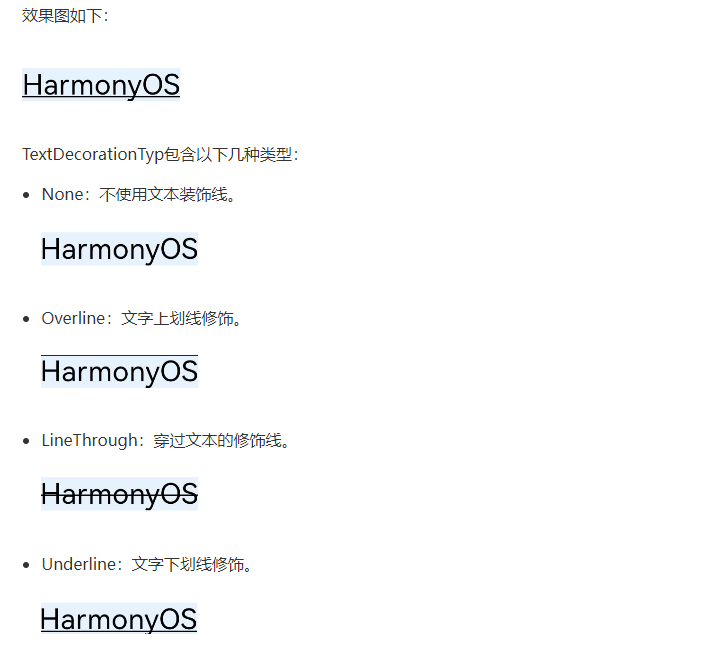 效果图如下：
HarmonyOS
TextDecorationTyp包含以下几种类型：
None：不使用文本装饰线。
HarmonyOS
Overline：文字上划线修饰。
HarmonyOS
LineThrough：穿过文本的修饰线。
HarmonyOS
Underline：文字下划线修饰。
HarmonyOS